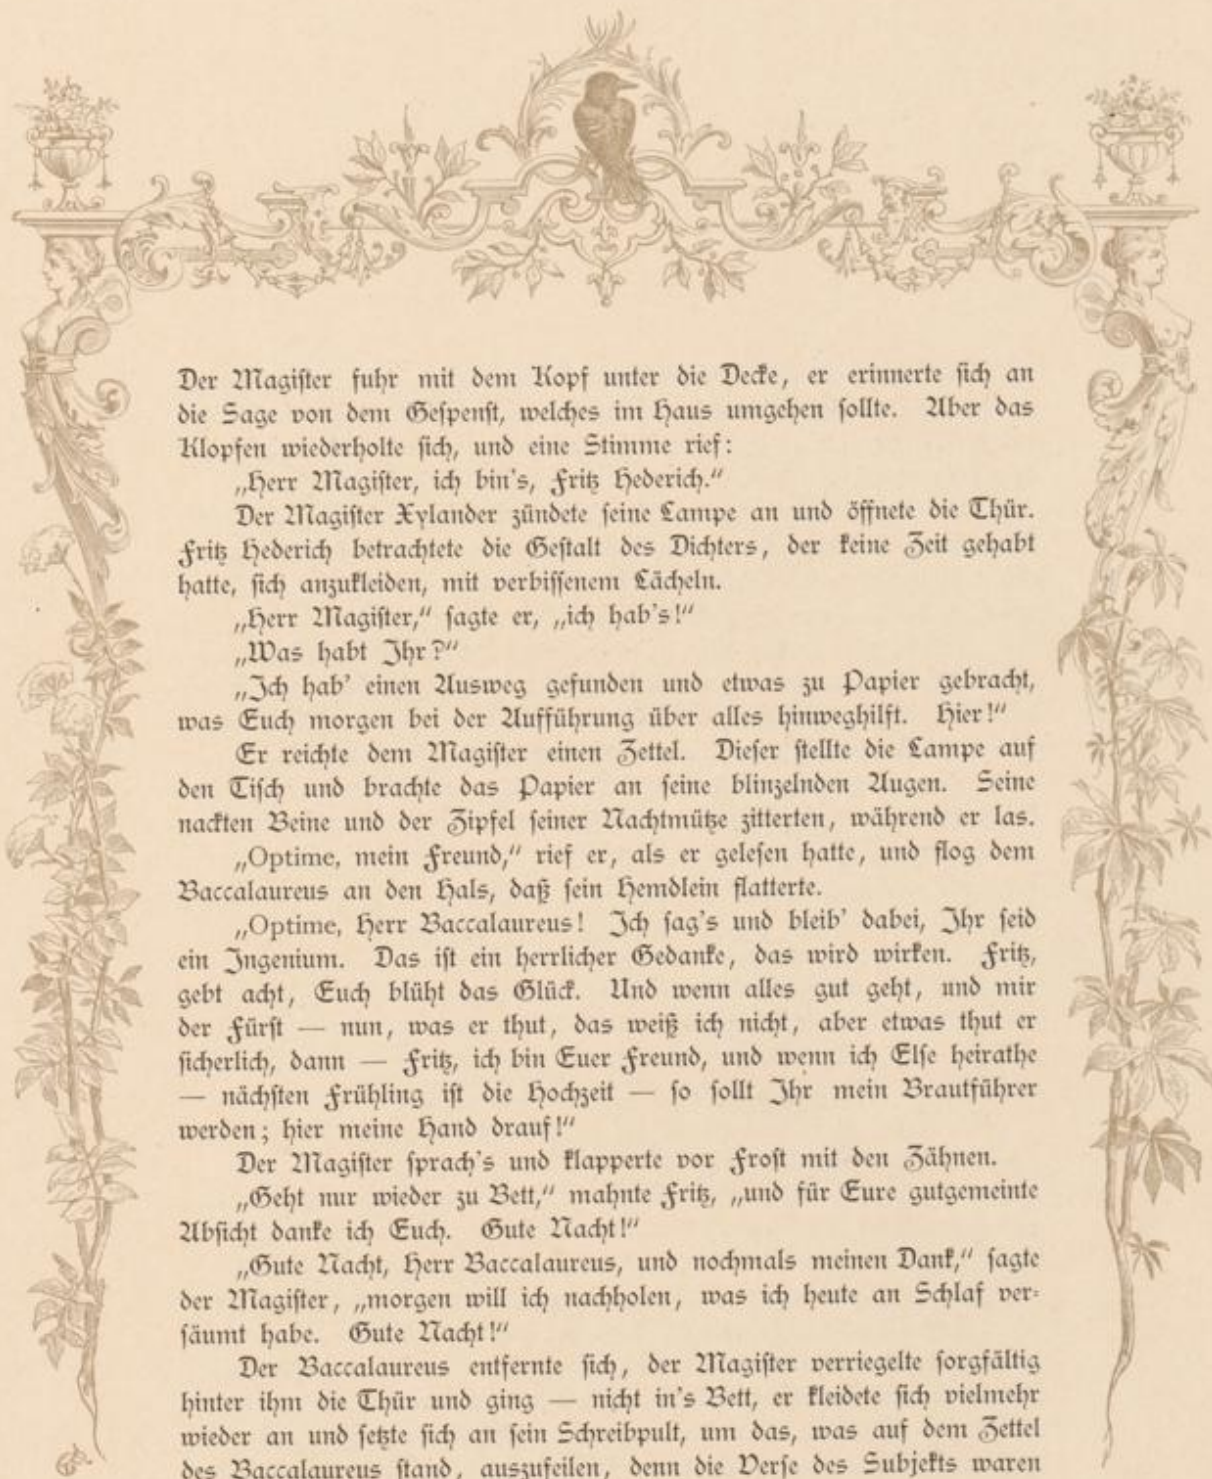 Der Magister fuhr mit dem Kopf unter die Decke, er erinnerte sich an
die Sage von dem Gespenst, welches im Haus umgehen sollte. Aber das
Klopfen wiederholte sich, und eine Stimme rief:
„Herr Magister, ich bin's, Fritz Hederich.“
Der Magister Xylander zündete seine Lampe an und öffnete die Thür.
Fritz Hederich betrachtete die Gestalt des Dichters, der keine Zeit gehabt
hatte, sich anzukleiden, mit verbissenem Lächeln.
„Herr Magister,“ sagte er, „ich hab's!“
„Was habt Ihr?“
„Ich hab' einen Ausweg gefunden und etwas zu Papier gebracht,
was Euch morgen bei der Aufführung über alles hinweghilft. Hier!“
Er reichte dem Magister einen Zettel. Dieser stellte die Lampe auf
den Tisch und brachte das Papier an seine blinzelnden Augen. Seine
nackten Beine und der Zipfel seiner Nachtmütze zitterten, während er las.
„Optime, mein Freund,“ rief er, als er gelesen hatte, und flog dem
Baccalaureus an den Hals, daß sein Hemdlein flatterte.
„Optime, Herr Baccalaureus! Ich sag's und bleib' dabei, Ihr seid
ein Ingenium. Das ist ein herrlicher Gedanke, das wird wirken. Fritz,
gebt acht, Euch blüht das Glück. Und wenn alles gut geht, und mir
der Fürst — nun, was er thut, das weiß ich nicht, aber etwas thut er
sicherlich, dann — Fritz, ich bin Euer Freund, und wenn ich Else heirathe
— nächsten Frühling ist die Hochzeit — so sollt Ihr mein Brautführer
werden; hier meine Hand drauf!“
Der Magister sprach's und klapperte vor Frost mit den Zähnen.
„Geht nur wieder zu Bett,“ mahnte Fritz, „und für Eure gutgemeinte
Absicht danke ich Euch. Gute Nacht!“
„Gute Nacht, Herr Baccalaureus, und nochmals meinen Dank,“ sagte
der Magister, „morgen will ich nachholen, was ich heute an Schlaf ver-
säumt habe. Gute Nacht!“
Der Baccalaureus entfernte sich, der Magister verriegelte sorgfältig
hinter ihm die Thür und ging — nicht in's Bett, er kleidete sich vielmehr
wieder an und setzte sich an sein Schreibpult, um das, was auf dem Zettel
des Baccalaureus stand, auszufeilen, denn die Verse des Subjekts waren